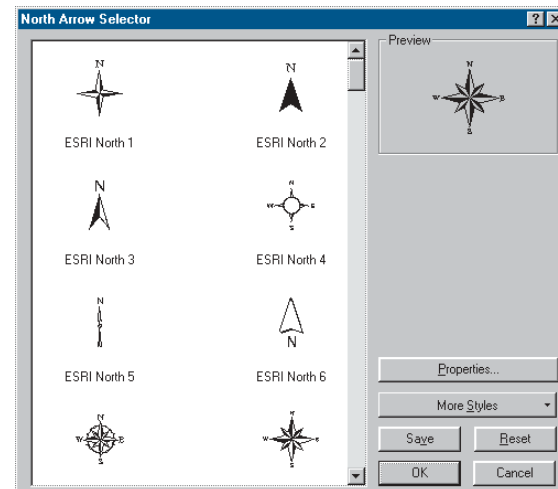 North Arrow Selector
? X
Preview
N
N
N
W E
S
ESRI North 1
ESRI North 2
N
N
W E
S
ESRI North 3
ESRI North 4
N
N
ESRI North 5
ESRI North 6
Properties...
More Styles
N
W E
S
N
W E
S
Save
Reset
OK
Cancel